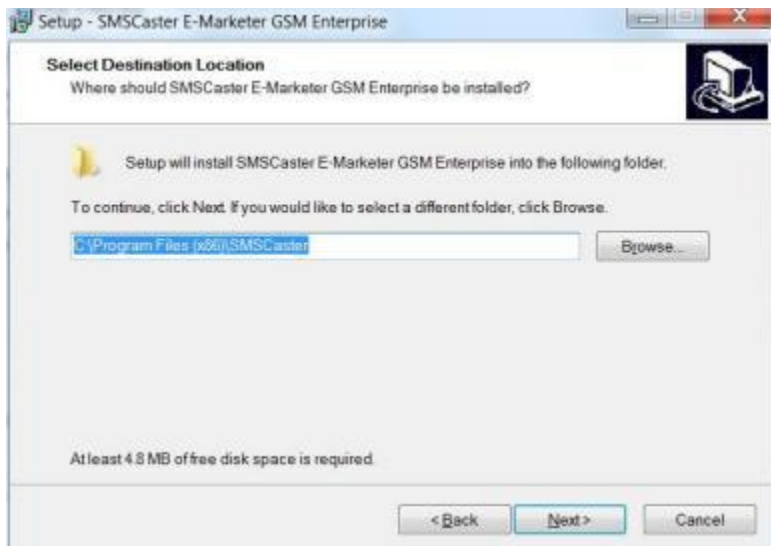 Setup - SMSCaster E-Marketer GSM Enterprise
Select Destination Location
Where should SMSCaster E-Marketer GSM Enterprise be installed?
Setup will install SMSCaster E-Marketer GSM Enterprise into the following folder.
To continue, click Next. If you would like to select a different folder, click Browse.
C:\Program Files (x86)\SMSCaster
Browse...
At least 4.8 MB of free disk space is required.
< Back
Next >
Cancel